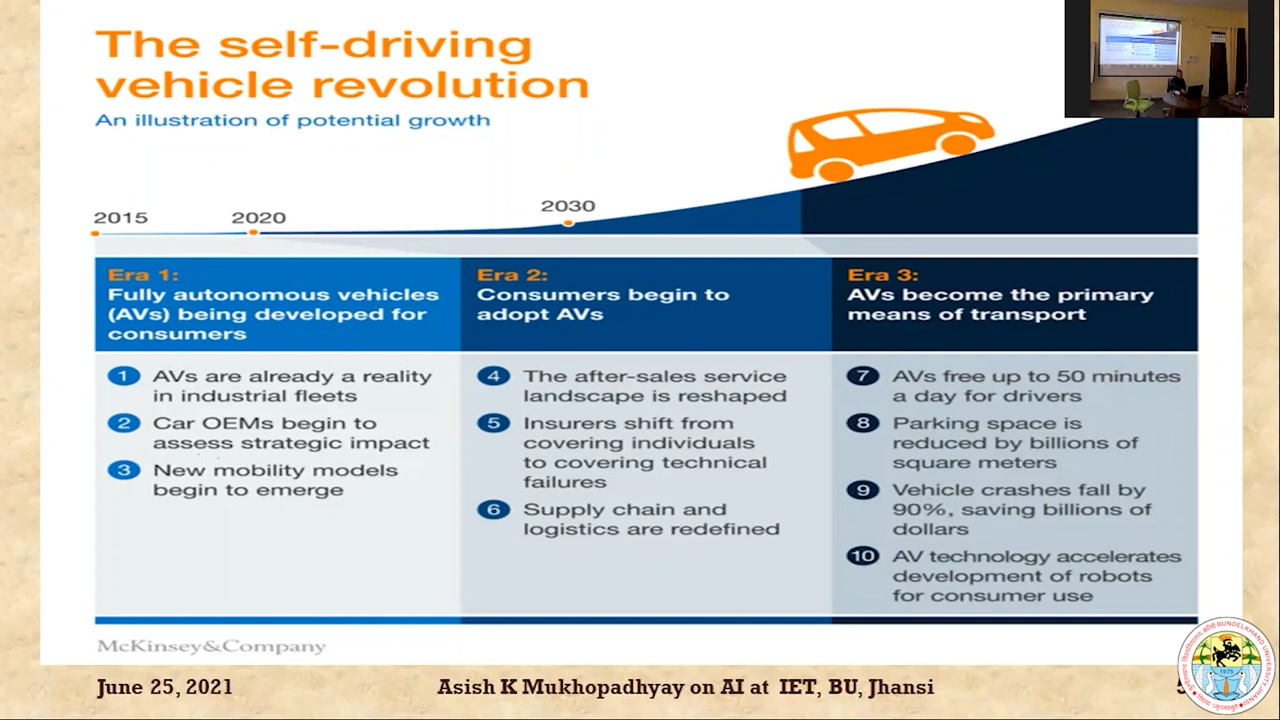 The self-driving
vehicle revolution
An illustration of potential growth
2015
2020
2030
Era 1:
Fully autonomous vehicles
(AVs) being developed for
consumers
1 AVs are already a reality
in industrial fleets
2 Car OEMs begin to
assess strategic impact
3 New mobility models
begin to emerge
Era 2:
Consumers begin to
adopt AVs
4 The after-sales service
landscape is reshaped
5 Insurers shift from
covering individuals
to covering technical
failures
6 Supply chain and
logistics are redefined
Era 3:
AVs become the primary
means of transport
7 AVs free up to 50 minutes
a day for drivers
8 Parking space is
reduced by billions of
square meters
9 Vehicle crashes fall by
90%, saving billions of
dollars
10 AV technology accelerates
development of robots
for consumer use
McKinsey&Company
June 25, 2021
Asish K Mukhopadhyay on AI at IET, BU, Jhansi
BUNDELKHAND UNIVERSITY, JHANSI
1975